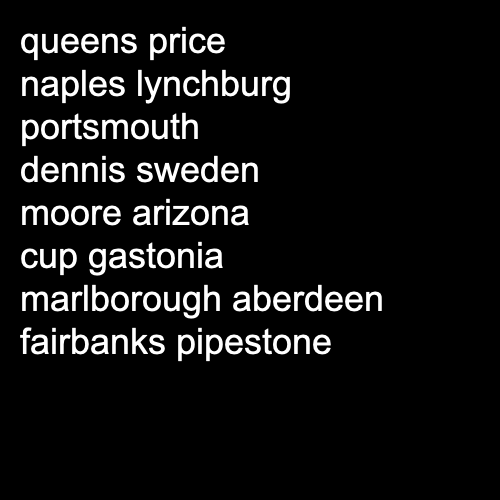 queens price
naples lynchburg
portsmouth
dennis sweden
moore arizona
cup gastonia
marlborough aberdeen
fairbanks pipestone